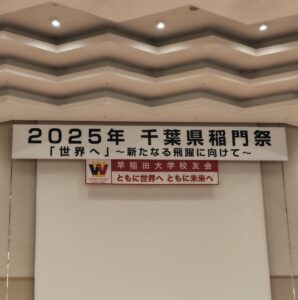 2025年 千葉県稲門祭
「世界へ」～新たなる飛躍に向けて～
早稲田大学校友会
ともに世界へ ともに未来へ